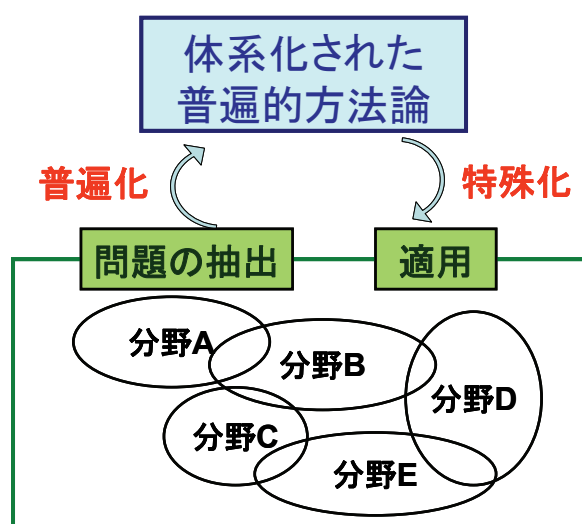 体系化された
普遍的方法論
普遍化
特殊化
問題の抽出
適用
分野A
分野B
分野D
分野C
分野E